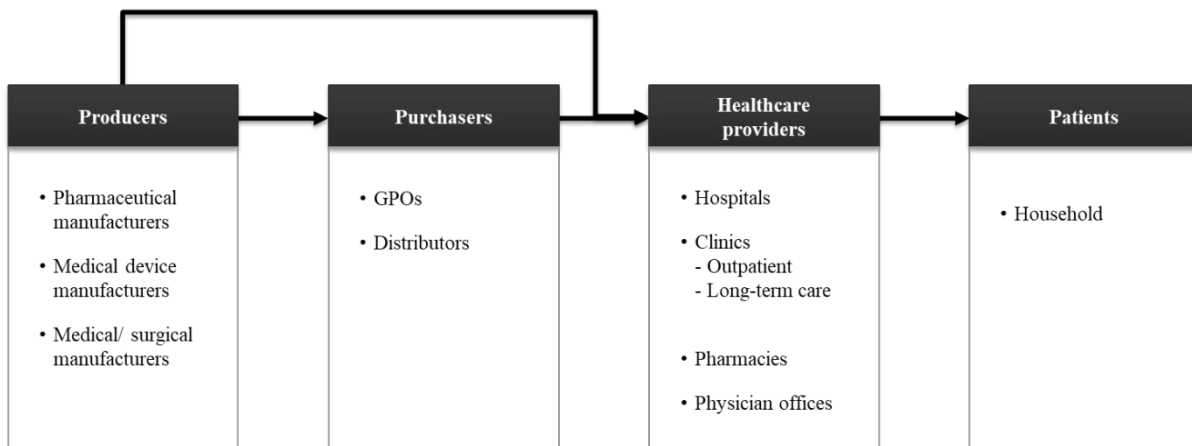 Producers
• Pharmaceutical
manufacturers
• Medical device
manufacturers
• Medical/ surgical
manufacturers
Purchasers
• GPOs
• Distributors
Healthcare
providers
• Hospitals
• Clinics
- Outpatient
- Long-term care
• Pharmacies
• Physician offices
Patients
• Household